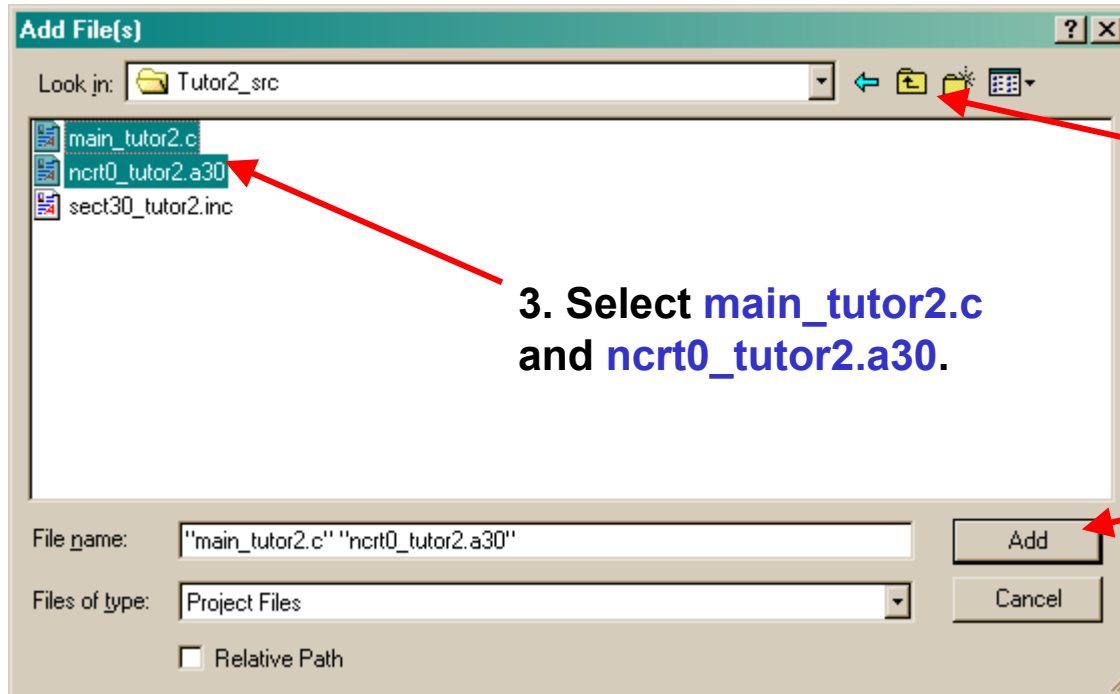 Add File(s)
Look in: Tutor2_src
main_tutor2.c
ncrt0_tutor2.a30
sect30_tutor2.inc
3. Select main_tutor2.c
and ncrt0_tutor2.a30.
File name: "main_tutor2.c" "ncrt0_tutor2.a30"
Add
Files of type: Project Files
Cancel
Relative Path